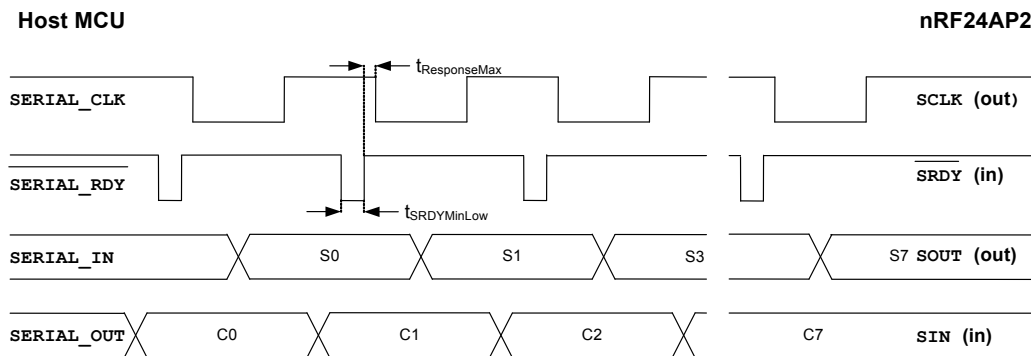 Host MCU nRF24AP2
tResponseMax
SERIAL_CLK SCLK (out)
SERIAL_RDY SRDY (in)
tSRDYMinLow
SERIAL_IN S0 S1 S3 S7 SOUT (out)
SERIAL_OUT C0 C1 C2 C7 SIN (in)